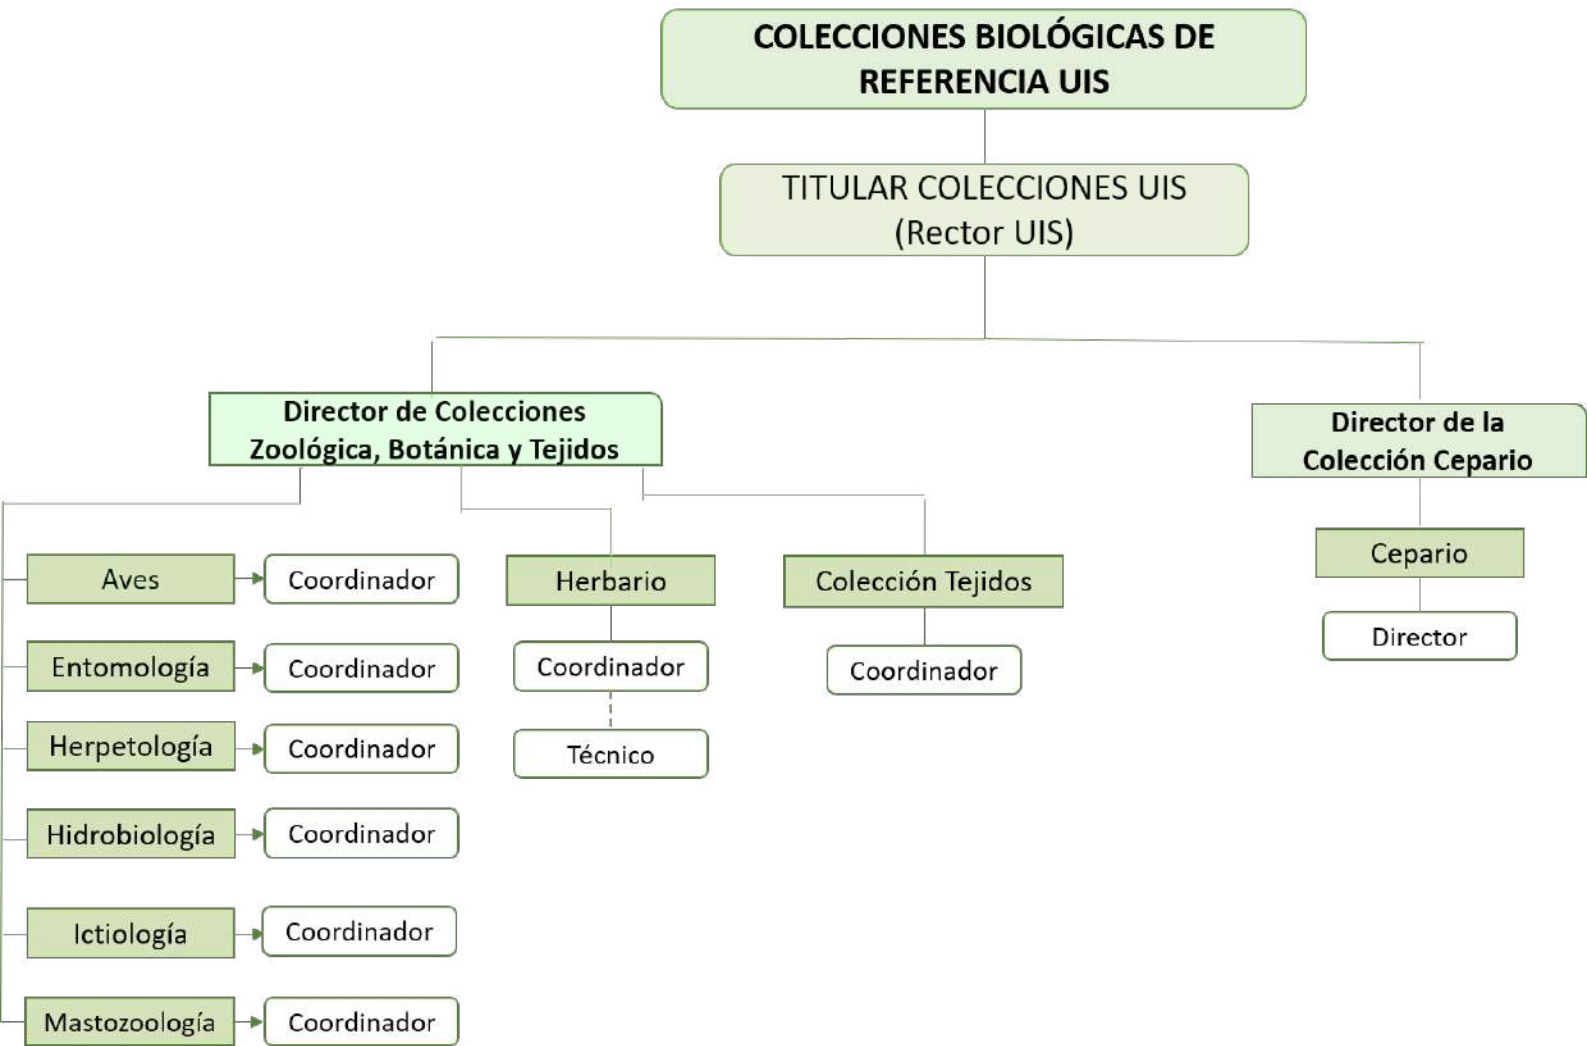 COLECCIONES BIOLÓGICAS DE
REFERENCIA UIS
TITULAR COLECCIONES UIS
(Rector UIS)
Director de Colecciones
Zoológica, Botánica y Tejidos
Director de la
Colección Cepario
Aves
Coordinador
Entomología
Coordinador
Herpetología
Coordinador
Hidrobiología
Coordinador
Ictiología
Coordinador
Mastozoología
Coordinador
Herbario
Coordinador
Técnico
Colección Tejidos
Coordinador
Cepario
Director